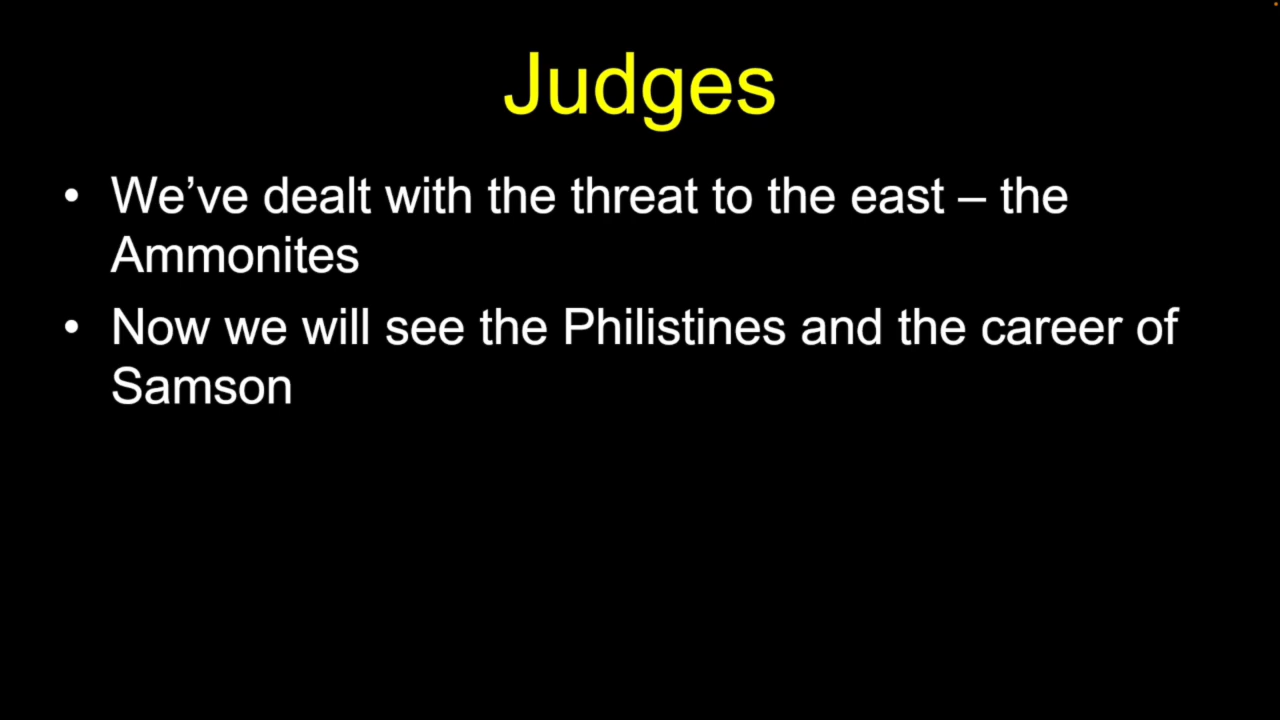 Judges
• We’ve dealt with the threat to the east – the
Ammonites
• Now we will see the Philistines and the career of
Samson